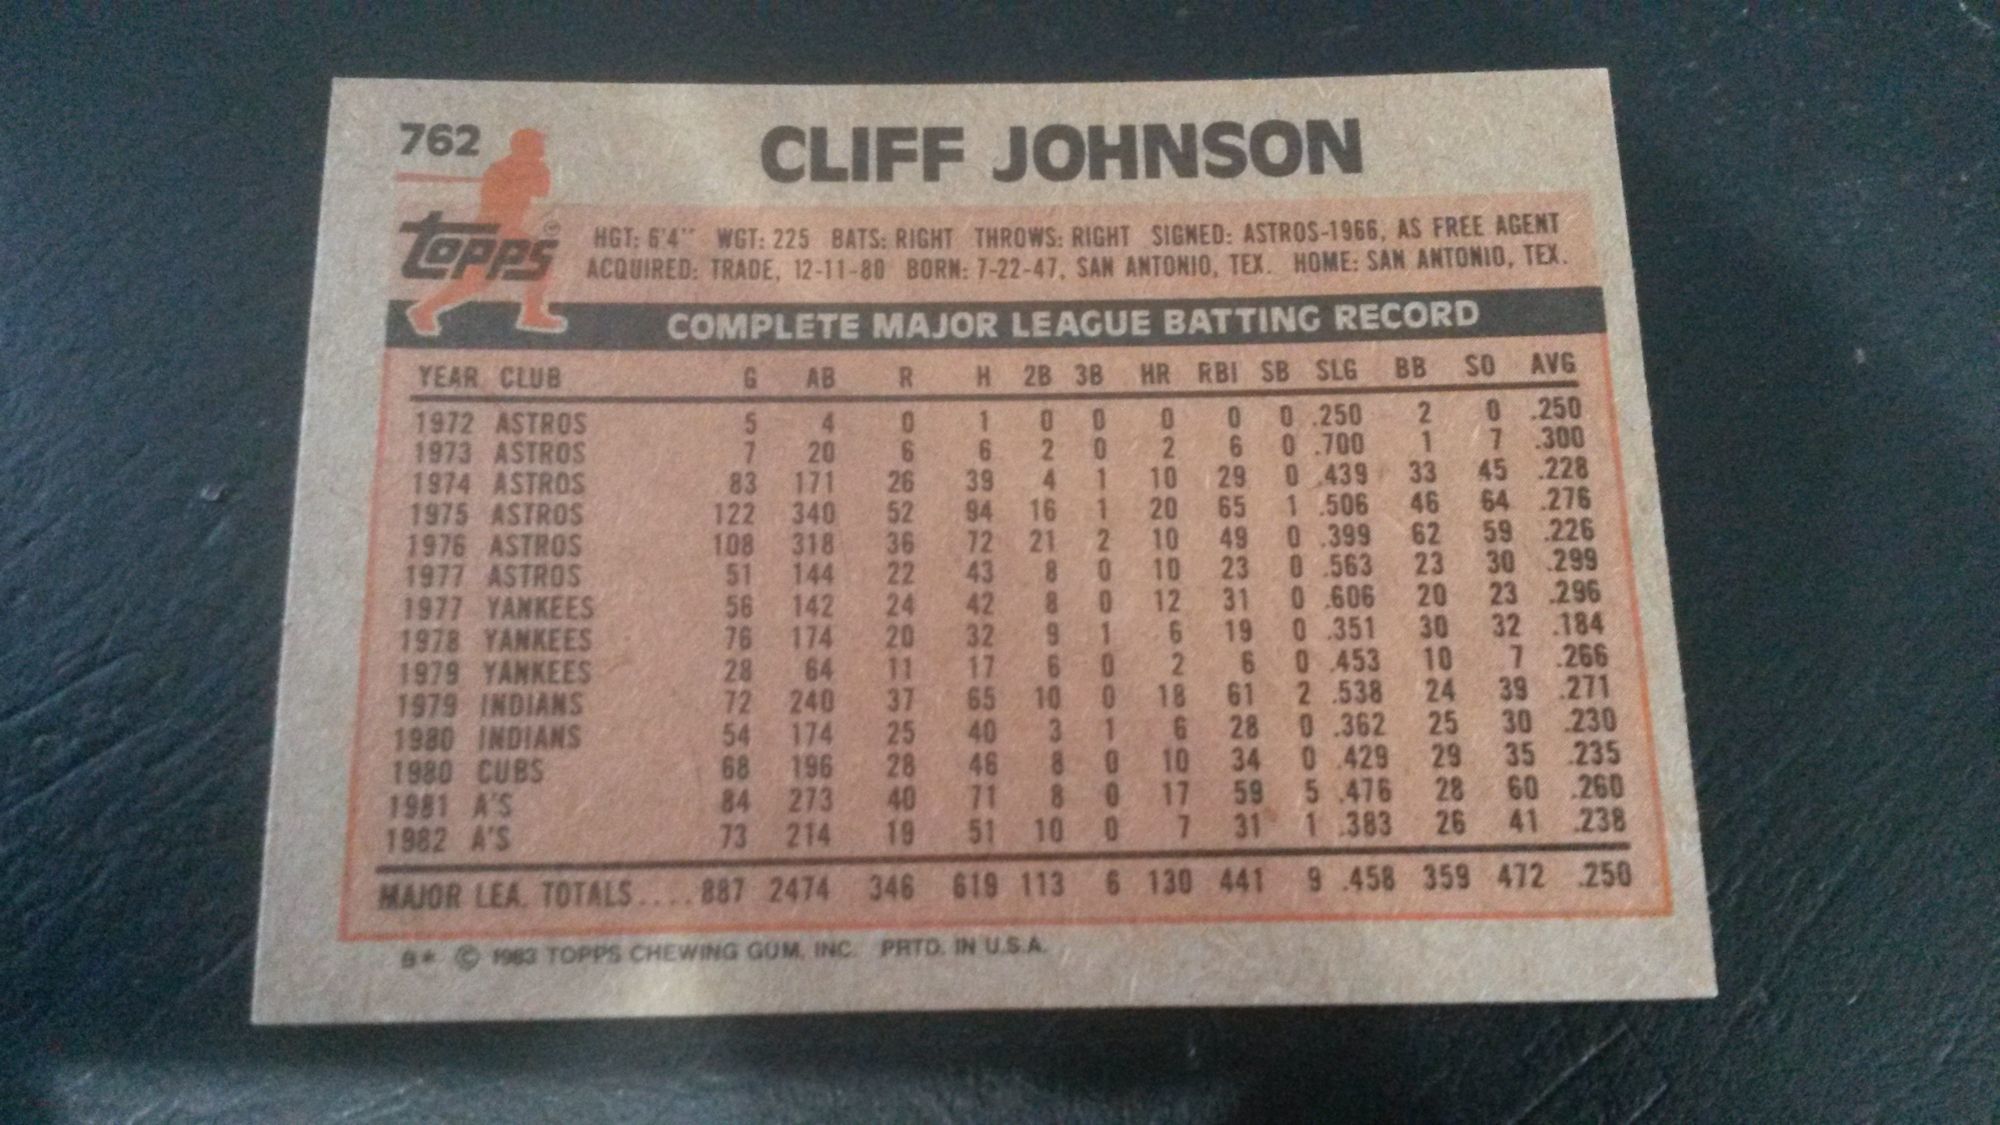 762
CLIFF JOHNSON
topps®
HGT: 6'4" WGT: 225 BATS: RIGHT THROWS: RIGHT SIGNED: ASTROS-1966, AS FREE AGENT
ACQUIRED: TRADE, 12-11-80 BORN: 7-22-47, SAN ANTONIO, TEX. HOME: SAN ANTONIO, TEX.
COMPLETE MAJOR LEAGUE BATTING RECORD
YEAR CLUB G AB R H 2B 3B HR RBI SB SLG BB SO AVG
1972 ASTROS 5 4 0 1 0 0 0 0 0 .250 2 0 .250
1973 ASTROS 7 20 6 6 2 0 2 6 0 .700 1 7 .300
1974 ASTROS 83 171 26 39 4 1 10 29 0 .439 33 45 .228
1975 ASTROS 122 340 52 94 16 1 20 65 1 .506 46 64 .276
1976 ASTROS 108 318 36 72 21 2 10 49 0 .399 62 59 .226
1977 ASTROS 51 144 22 43 8 0 10 23 0 .563 23 30 .299
1977 YANKEES 56 142 24 42 8 0 12 31 0 .606 20 23 .296
1978 YANKEES 76 174 20 32 9 1 6 19 0 .351 30 32 .184
1979 YANKEES 28 64 11 17 6 0 2 6 0 .453 10 7 .266
1979 INDIANS 72 240 37 65 10 0 18 61 2 .538 24 39 .271
1980 INDIANS 54 174 25 40 3 1 6 28 0 .362 25 30 .230
1980 CUBS 68 196 28 46 8 0 10 34 0 .429 29 35 .235
1981 A'S 84 273 40 71 8 0 17 59 5 .476 28 60 .260
1982 A'S 73 214 19 51 10 0 7 31 1 .383 26 41 .238
MAJOR LEA. TOTALS.... 887 2474 346 619 113 6 130 441 9 .458 359 472 .250
B* © 1983 TOPPS CHEWING GUM, INC. PRTD. IN U.S.A.